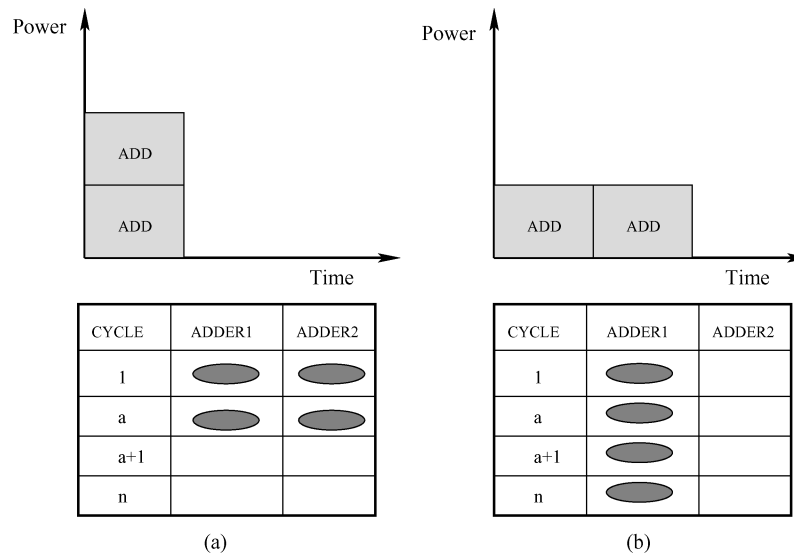 Power
ADD
ADD
Time
CYCLE ADDER1 ADDER2
1
a
a+1
n
(a)
Power
ADD ADD
Time
CYCLE ADDER1 ADDER2
1
a
a+1
n
(b)